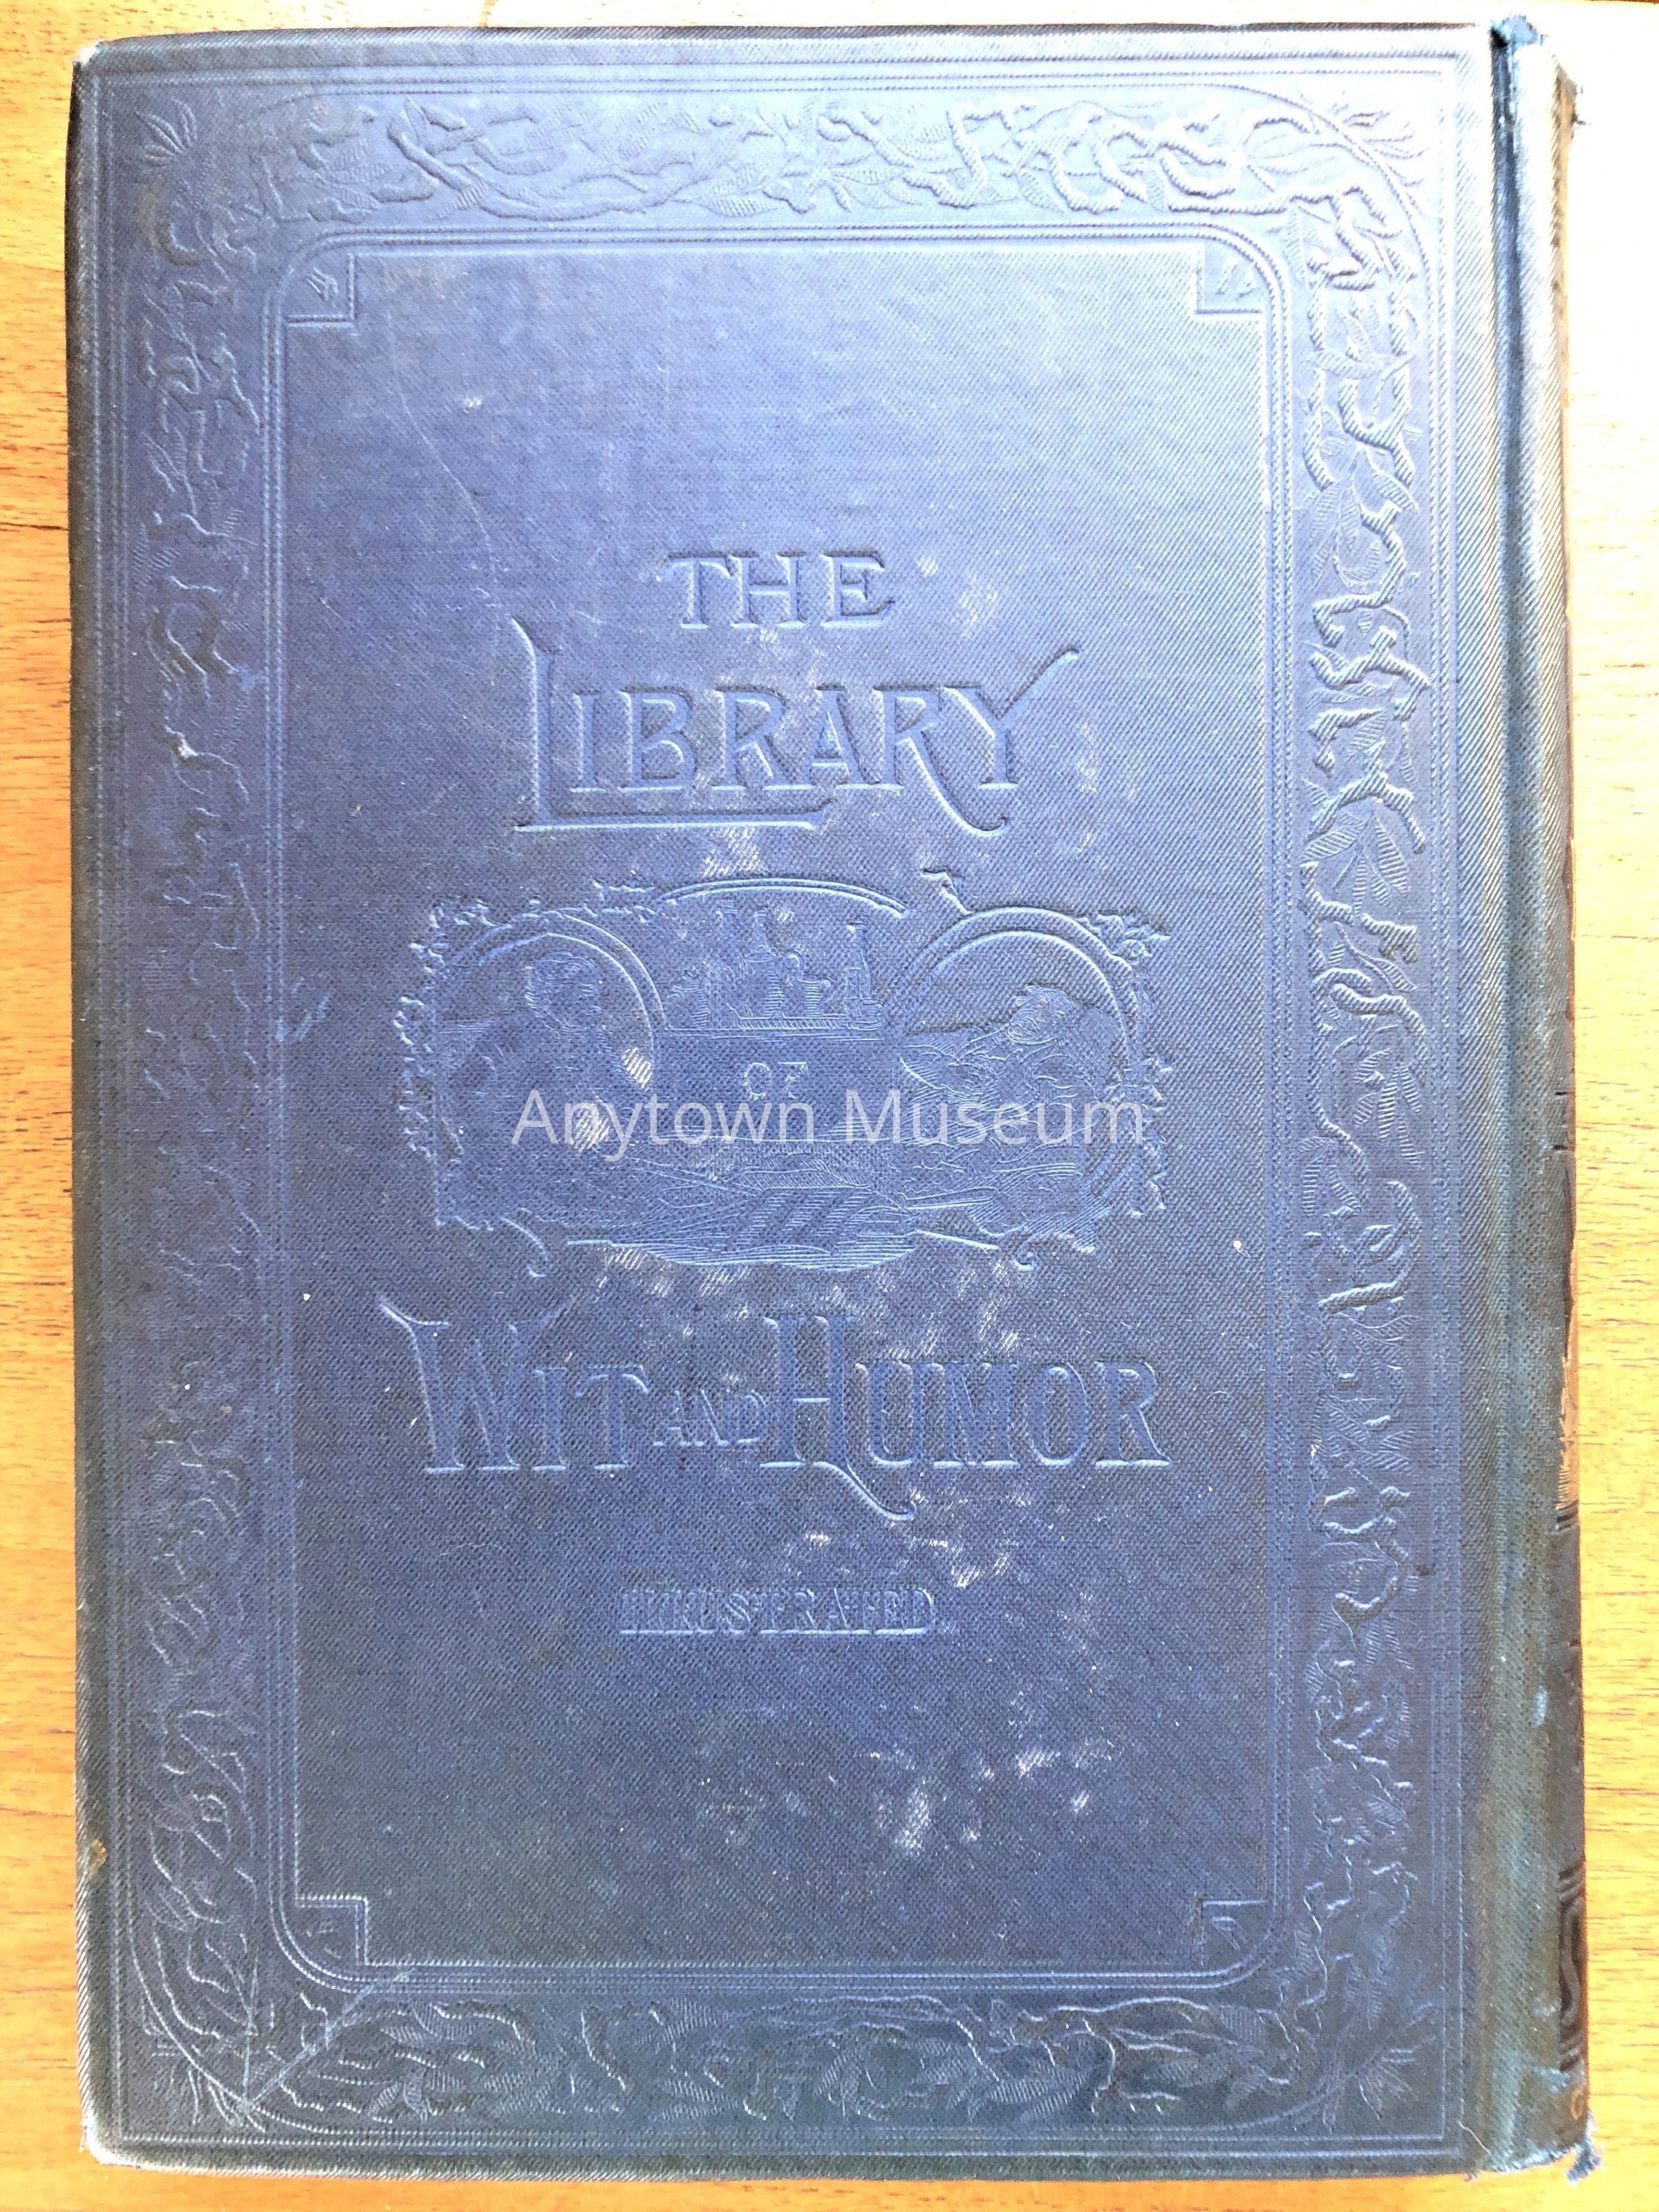 THE
LIBRARY
OF
Anytown Museum
WIT AND HUMOR
ILLUSTRATED